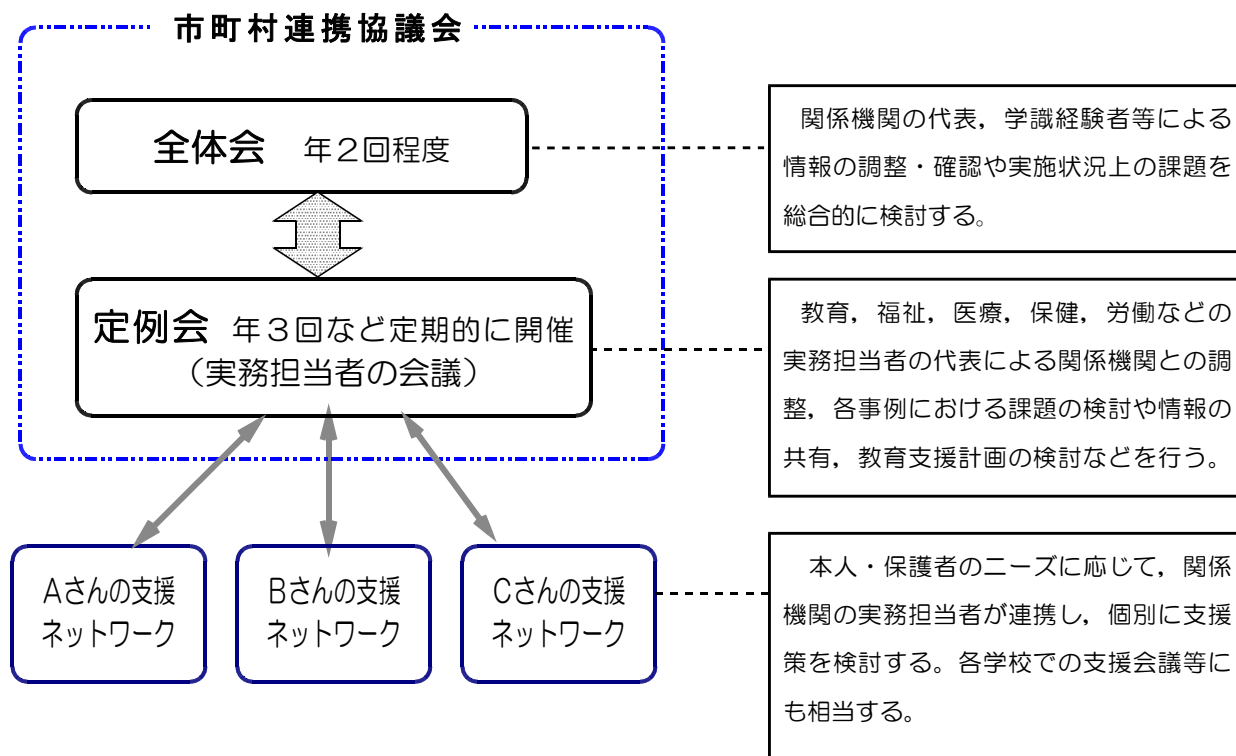 市町村連携協議会
全体会 年２回程度
関係機関の代表，学識経験者等による
情報の調整・確認や実施状況上の課題を
総合的に検討する。
定例会 年３回など定期的に開催
（実務担当者の会議）
教育，福祉，医療，保健，労働などの
実務担当者の代表による関係機関との調
整，各事例における課題の検討や情報の
共有，教育支援計画の検討などを行う。
Aさんの支援
ネットワーク
Bさんの支援
ネットワーク
Cさんの支援
ネットワーク
本人・保護者のニーズに応じて，関係
機関の実務担当者が連携し，個別に支援
策を検討する。各学校での支援会議等に
も相当する。